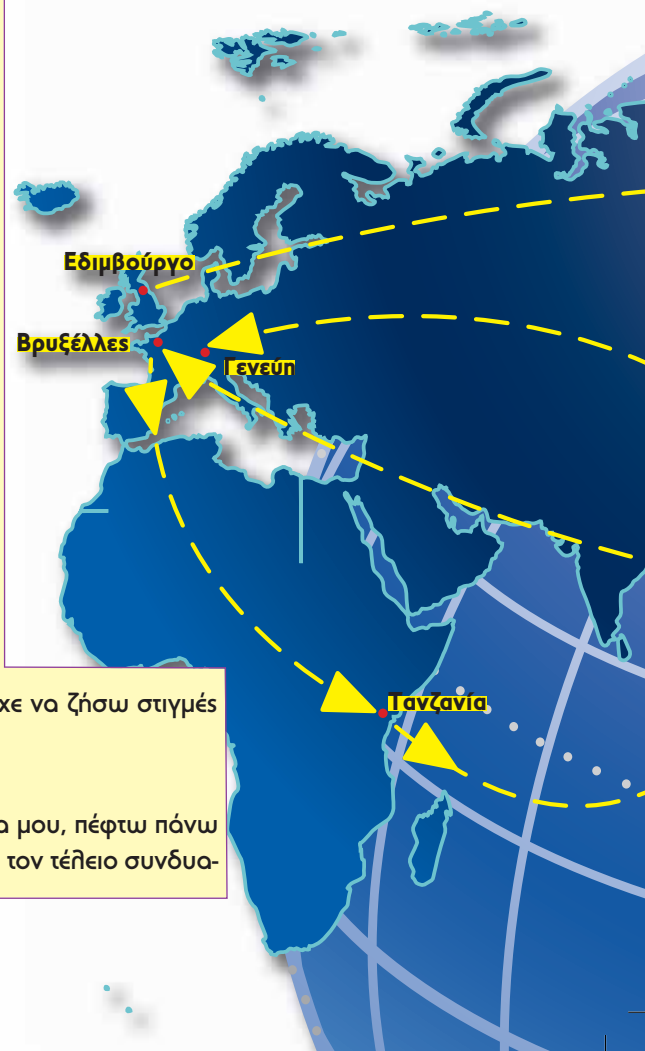 Εδιμβούργο
Βρυξέλλες
Γενεύη
Τανζανία
χε να ζήσω στιγμές
α μου, πέφτω πάνω
τον τέλειο συνδυα-